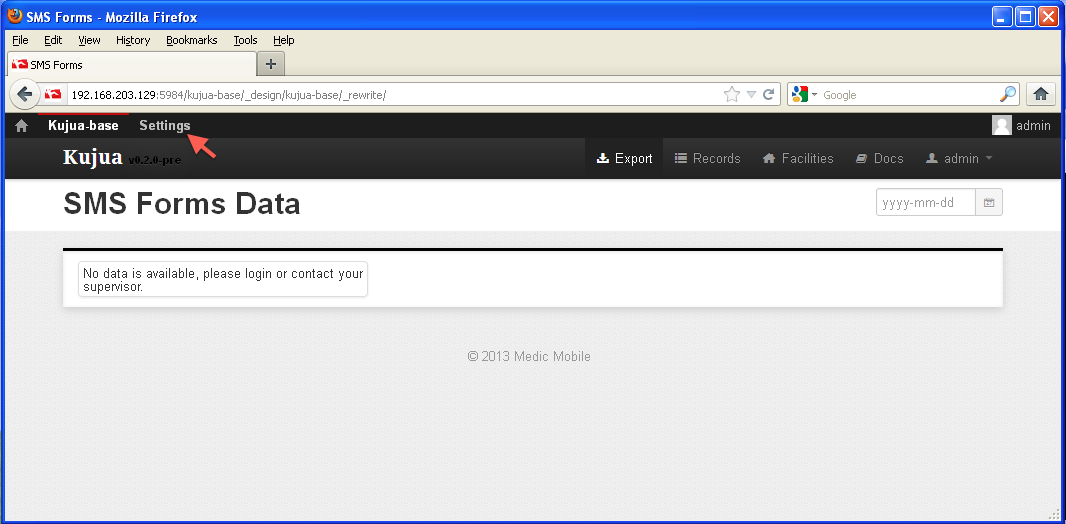 SMS Forms - Mozilla Firefox
File Edit View History Bookmarks Tools Help
SMS Forms
192.168.203.129:5984/kujua-base/_design/kujua-base/_rewrite/
Google
Kujua-base Settings admin
Kujua v0.2.0-pre Export Records Facilities Docs admin
SMS Forms Data
yyyy-mm-dd
No data is available, please login or contact your
supervisor.
© 2013 Medic Mobile